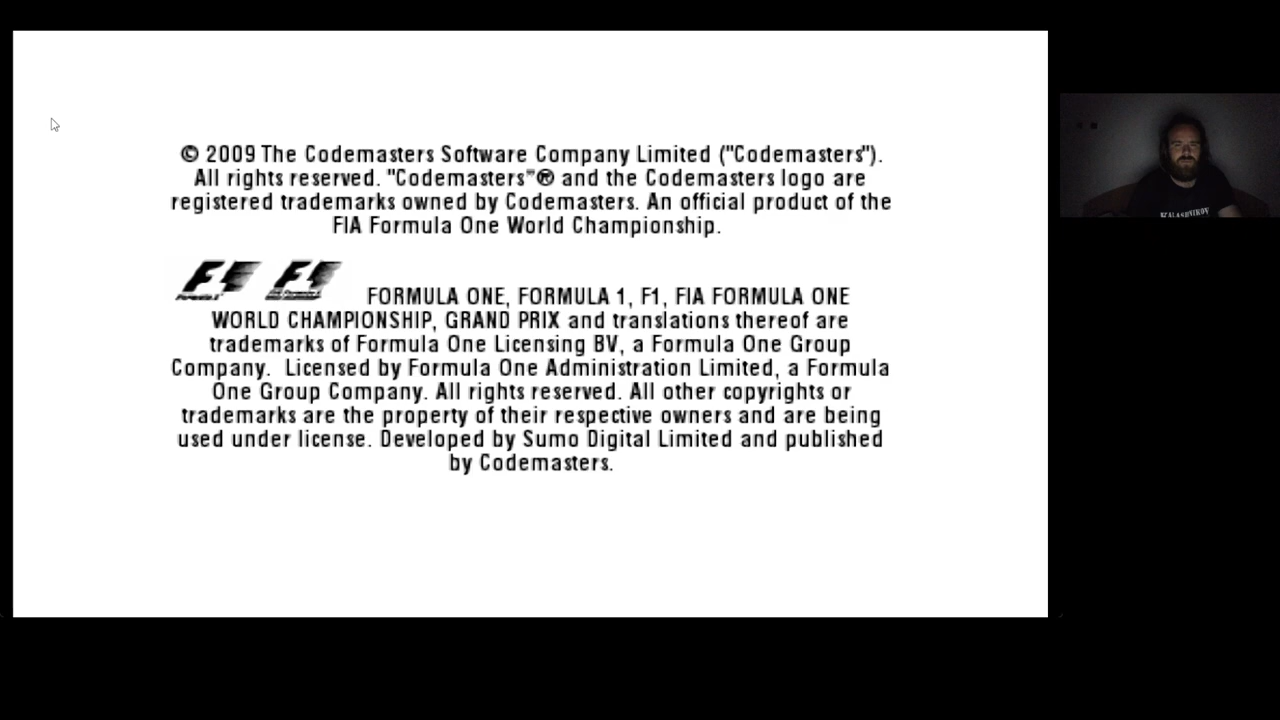 © 2009 The Codemasters Software Company Limited ("Codemasters").
All rights reserved. "Codemasters"® and the Codemasters logo are
registered trademarks owned by Codemasters. An official product of the
FIA Formula One World Championship.
F1 F1 FORMULA ONE, FORMULA 1, F1, FIA FORMULA ONE
WORLD CHAMPIONSHIP, GRAND PRIX and translations thereof are
trademarks of Formula One Licensing BV, a Formula One Group
Company. Licensed by Formula One Administration Limited, a Formula
One Group Company. All rights reserved. All other copyrights or
trademarks are the property of their respective owners and are being
used under license. Developed by Sumo Digital Limited and published
by Codemasters.
KALASHNIKOV